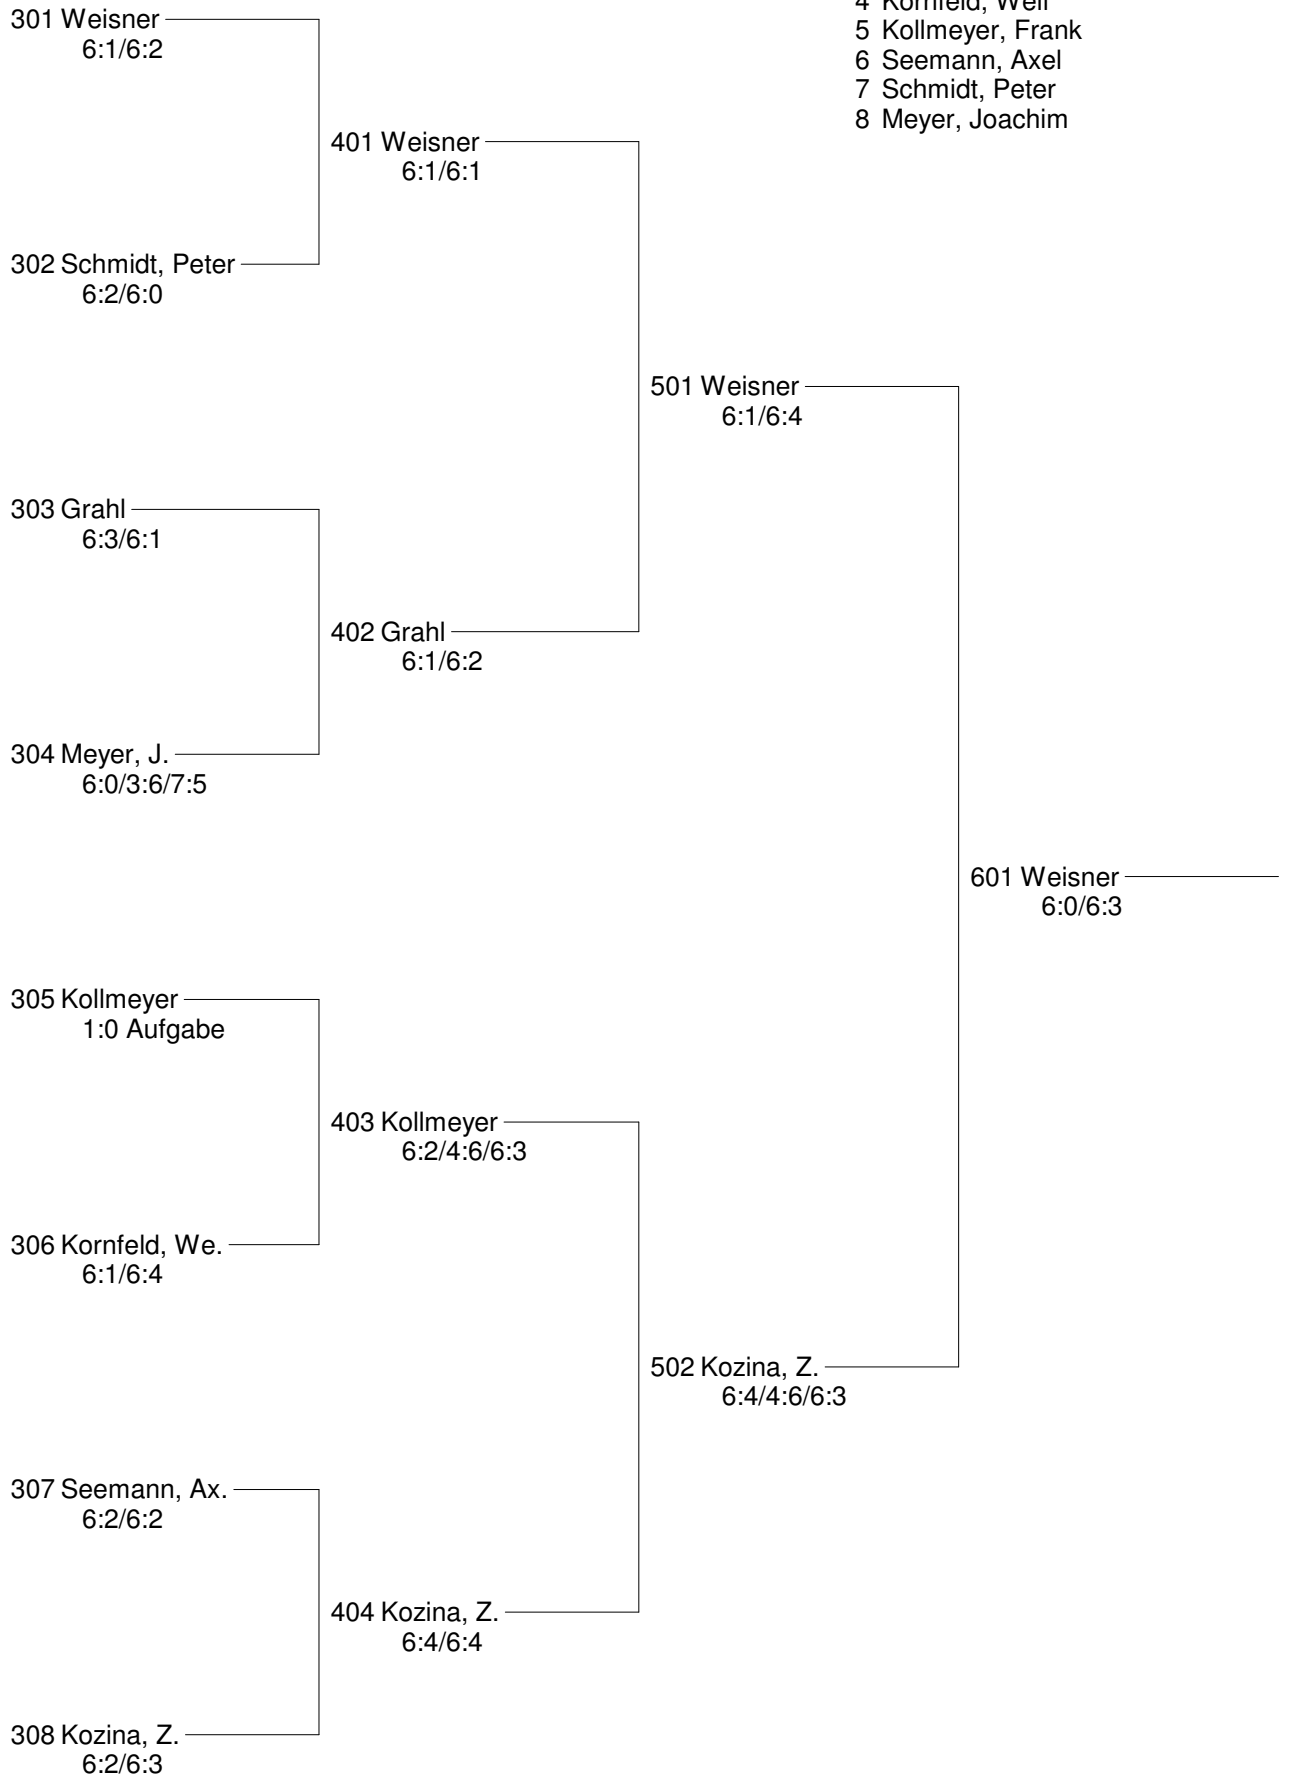 4 Kornfeld, Welf
5 Kollmeyer, Frank
6 Seemann, Axel
7 Schmidt, Peter
8 Meyer, Joachim
301 Weisner
6:1/6:2
401 Weisner
6:1/6:1
302 Schmidt, Peter
6:2/6:0
501 Weisner
6:1/6:4
303 Grahl
6:3/6:1
402 Grahl
6:1/6:2
304 Meyer, J.
6:0/3:6/7:5
601 Weisner
6:0/6:3
305 Kollmeyer
1:0 Aufgabe
403 Kollmeyer
6:2/4:6/6:3
306 Kornfeld, We.
6:1/6:4
502 Kozina, Z.
6:4/4:6/6:3
307 Seemann, Ax.
6:2/6:2
404 Kozina, Z.
6:4/6:4
308 Kozina, Z.
6:2/6:3